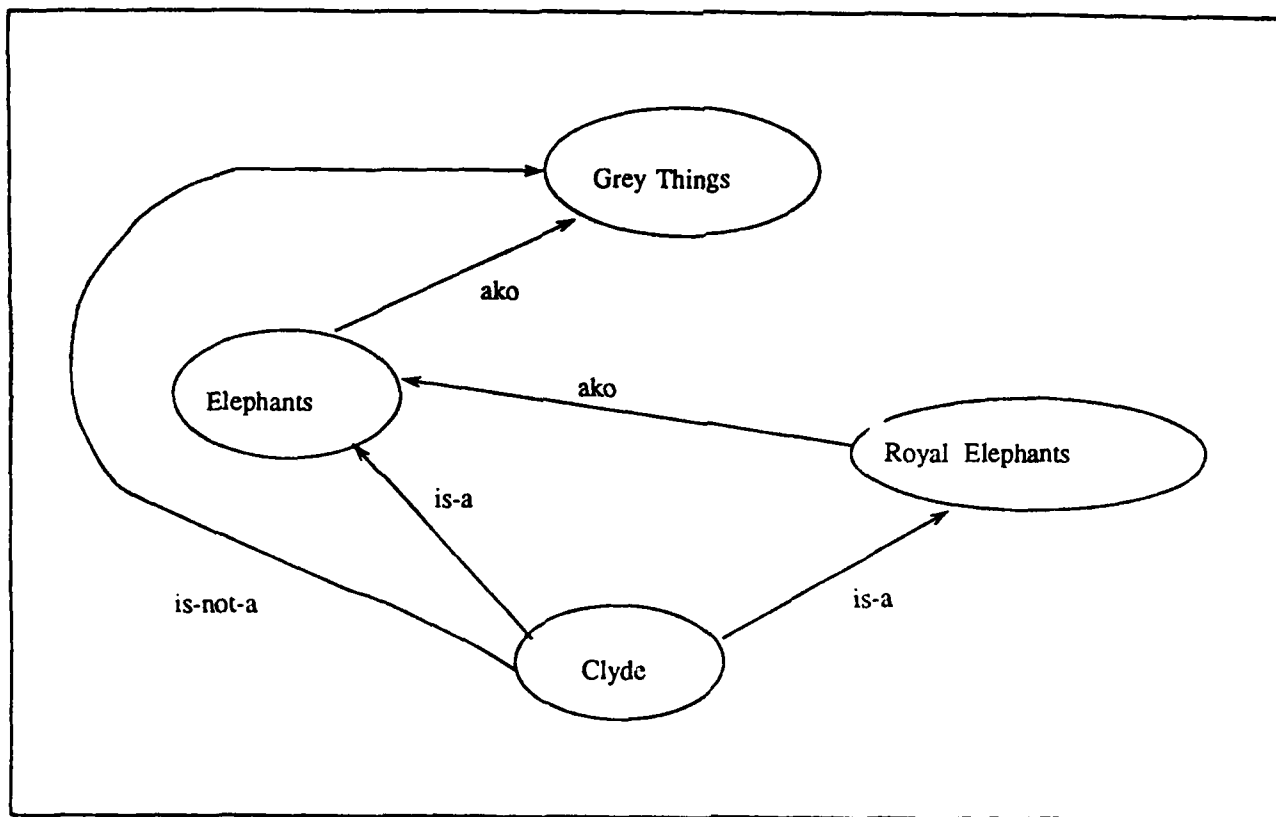 Grey Things
ako
ako
Elephants
Royal Elephants
is-a
is-not-a
is-a
Clyde